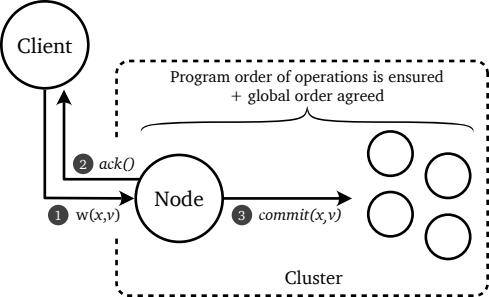 Client
Program order of operations is ensured
+ global order agreed
2 ack()
Node
1 w(x,v)
3 commit(x,v)
Cluster